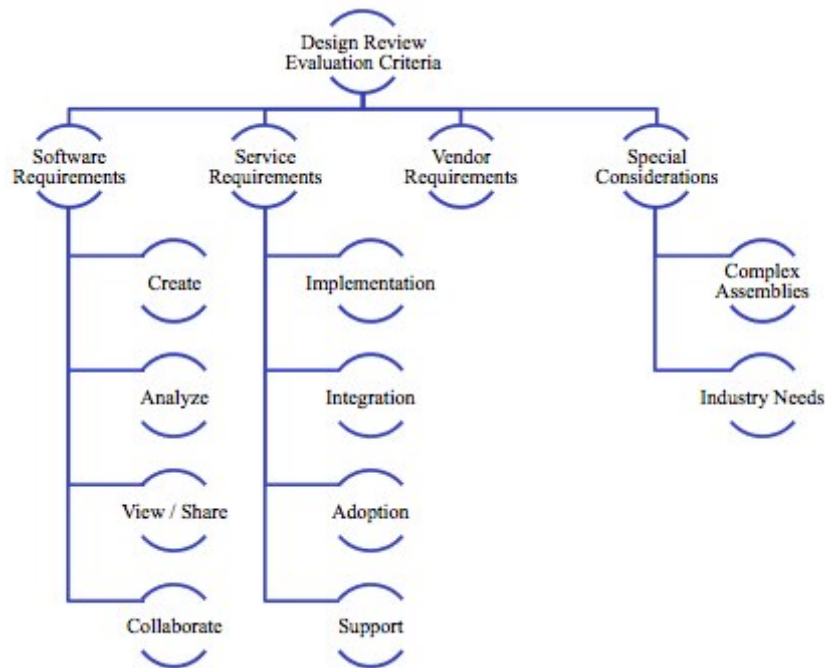 Design Review
Evaluation Criteria
Software
Requirements
Service
Requirements
Vendor
Requirements
Special
Considerations
Create
Analyze
View / Share
Collaborate
Implementation
Integration
Adoption
Support
Complex
Assemblies
Industry Needs